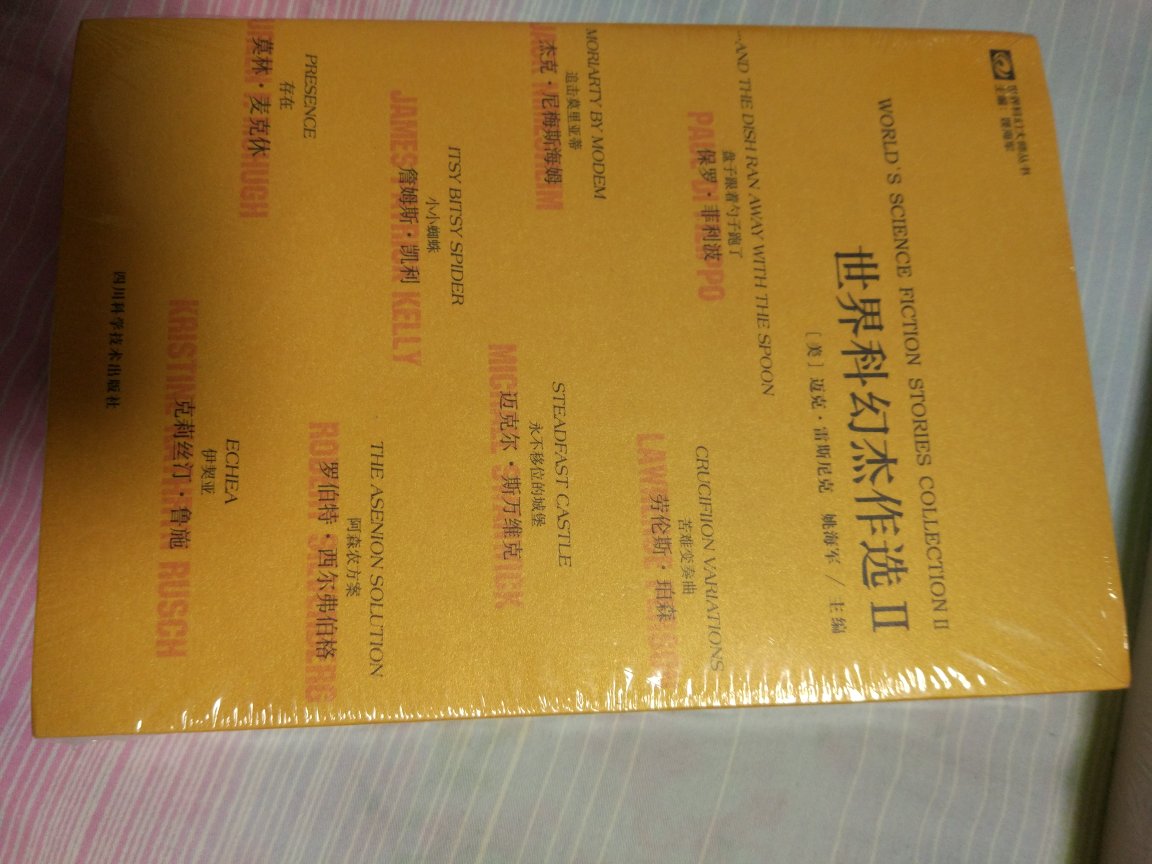 世界科幻大师丛书
主编 姚海军
WORLD'S SCIENCE FICTION STORIES COLLECTION II
世界科幻杰作选 II
［美］迈克·雷斯尼克 姚海军／主编
...AND THE DISH RAN AWAY WITH THE SPOON
盘子跟着勺子跑了
保罗·菲利波
CRUCIFIION VARIATIONS
苦难变奏曲
劳伦斯·珀森
MORIARTY BY MODEM
追击莫里亚蒂
杰克·尼梅斯海姆
STEADFAST CASTLE
永不移位的城堡
迈克尔·斯万维克
ITSY BITSY SPIDER
小小蜘蛛
JAMES PATRICK KELLY
詹姆斯·凯利
THE ASENION SOLUTION
阿森农方案
罗伯特·西尔弗伯格
PRESENCE
存在
莫林·麦克休
ECHEA
伊契亚
KRISTINE KATHRYN RUSCH
克莉丝汀·鲁施
四川科学技术出版社